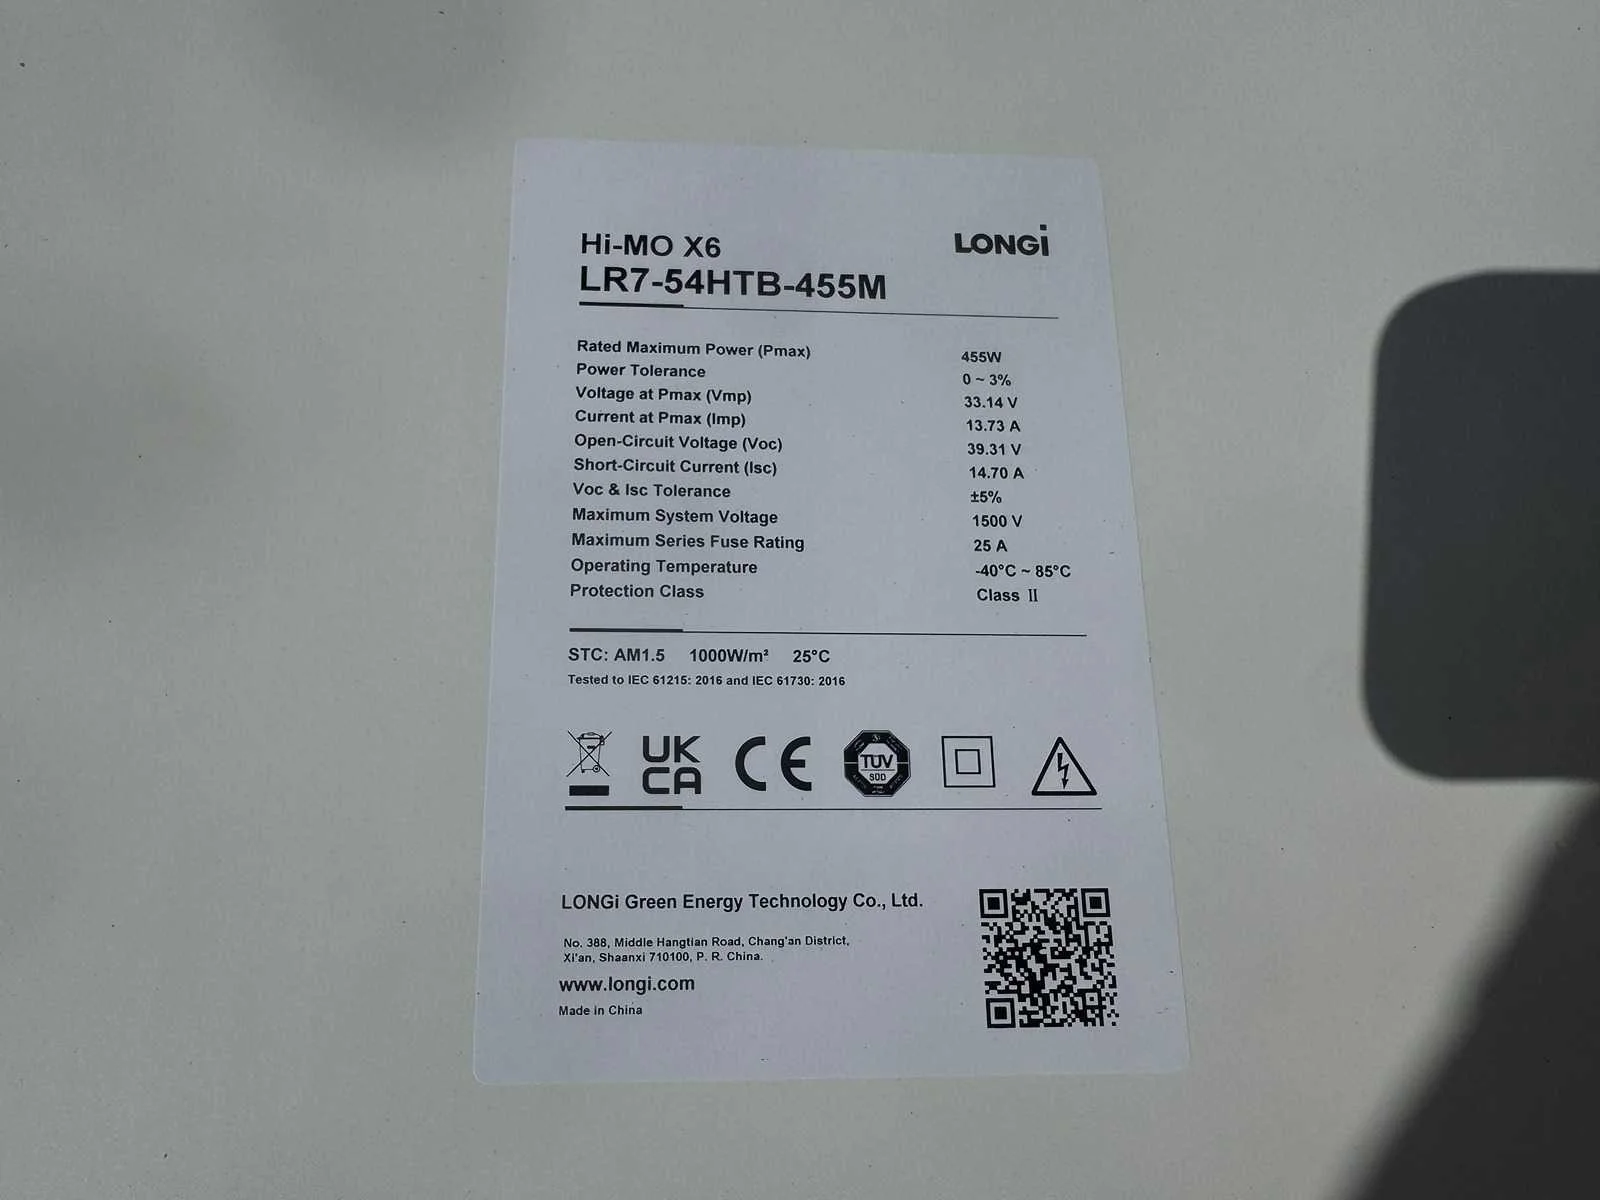 Hi-MO X6
LONGi
LR7-54HTB-455M
Rated Maximum Power (Pmax) 455W
Power Tolerance 0 ~ 3%
Voltage at Pmax (Vmp) 33.14 V
Current at Pmax (Imp) 13.73 A
Open-Circuit Voltage (Voc) 39.31 V
Short-Circuit Current (Isc) 14.70 A
Voc & Isc Tolerance ±5%
Maximum System Voltage 1500 V
Maximum Series Fuse Rating 25 A
Operating Temperature -40°C ~ 85°C
Protection Class Class Ⅱ
STC: AM1.5 1000W/m² 25°C
Tested to IEC 61215: 2016 and IEC 61730: 2016
UK
CA
CE
TUV
SÜD
LONGi Green Energy Technology Co., Ltd.
No. 388, Middle Hangtian Road, Chang'an District,
Xi'an, Shaanxi 710100, P. R. China.
www.longi.com
Made in China